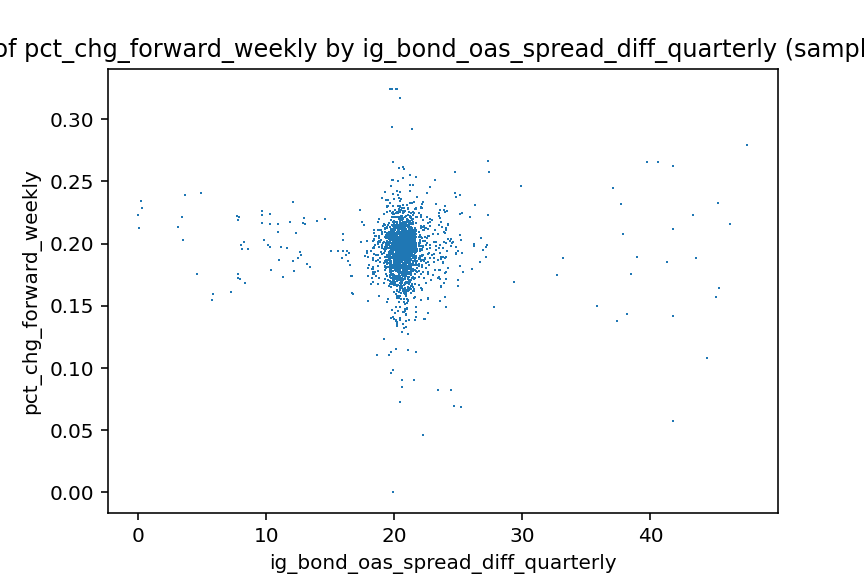 of pct_chg_forward_weekly by ig_bond_oas_spread_diff_quarterly (sampl
0.30
0.25
0.20
0.15
0.10
0.05
0.00
pct_chg_forward_weekly
0 10 20 30 40
ig_bond_oas_spread_diff_quarterly